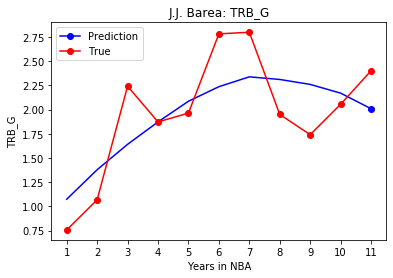 J.J. Barea: TRB_G
Prediction
True
2.75
2.50
2.25
2.00
1.75
1.50
1.25
1.00
0.75
TRB_G
1 2 3 4 5 6 7 8 9 10 11
Years in NBA